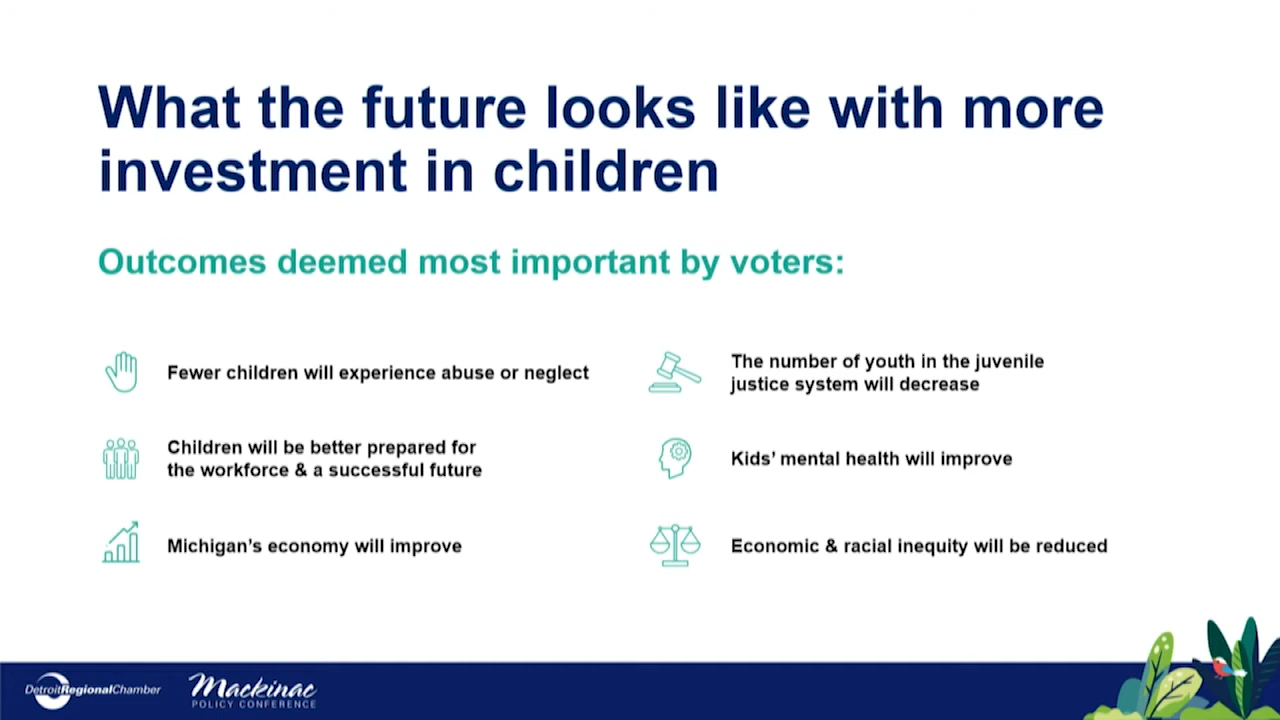 What the future looks like with more
investment in children
Outcomes deemed most important by voters:
Fewer children will experience abuse or neglect
Children will be better prepared for
the workforce & a successful future
Michigan's economy will improve
The number of youth in the juvenile
justice system will decrease
Kids' mental health will improve
Economic & racial inequity will be reduced
DetroitRegionalChamber
Mackinac
POLICY CONFERENCE